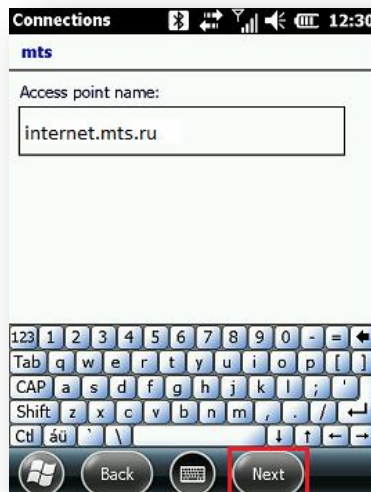 Connections 12:30
mts
Access point name:
internet.mts.ru
123 1 2 3 4 5 6 7 8 9 0 - =
Tab q w e r t y u i o p [ ]
CAP a s d f g h j k l ; '
Shift z x c v b n m , . /
Ctl áü ` \
Back Next